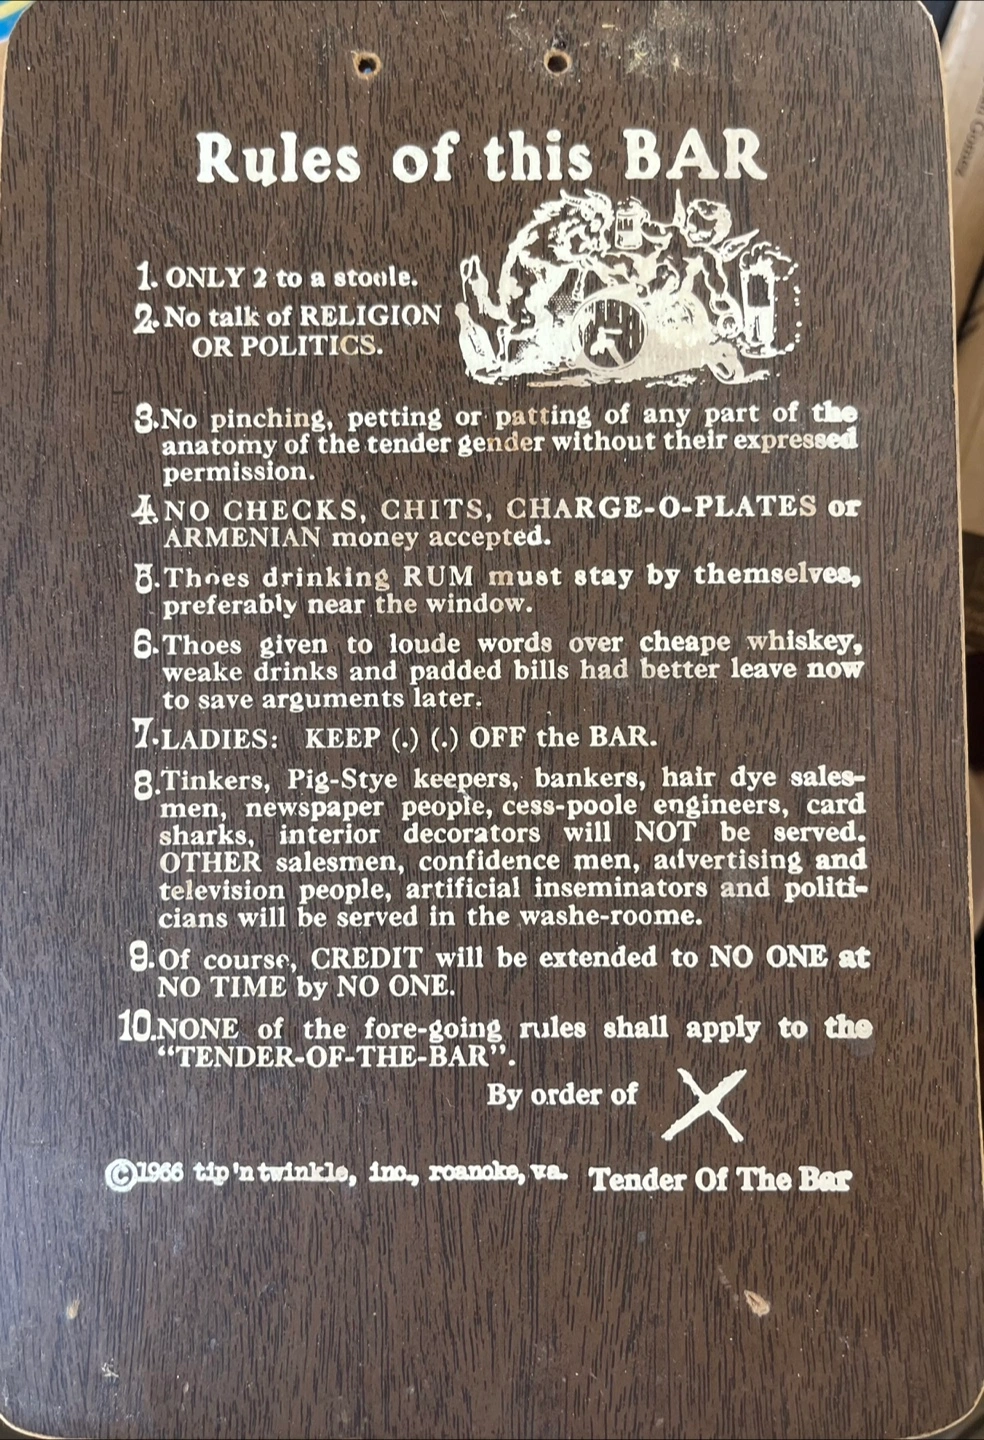 Rules of this BAR
1. ONLY 2 to a stoole.
2. No talk of RELIGION
OR POLITICS.
3. No pinching, petting or patting of any part of the
anatomy of the tender gender without their expressed
permission.
4. NO CHECKS, CHITS, CHARGE-O-PLATES or
ARMENIAN money accepted.
5. Thoes drinking RUM must stay by themselves,
preferably near the window.
6. Thoes given to loude words over cheape whiskey,
weake drinks and padded bills had better leave now
to save arguments later.
7. LADIES: KEEP (.) (.) OFF the BAR.
8. Tinkers, Pig-Stye keepers, bankers, hair dye sales-
men, newspaper people, cess-poole engineers, card
sharks, interior decorators will NOT be served.
OTHER salesmen, confidence men, advertising and
television people, artificial inseminators and politi-
cians will be served in the washe-roome.
9. Of course, CREDIT will be extended to NO ONE at
NO TIME by NO ONE.
10. NONE of the fore-going rules shall apply to the
“TENDER-OF-THE-BAR”.
By order of X
©1966 tip'n twinkle, inc., roanoke, va. Tender Of The Bar